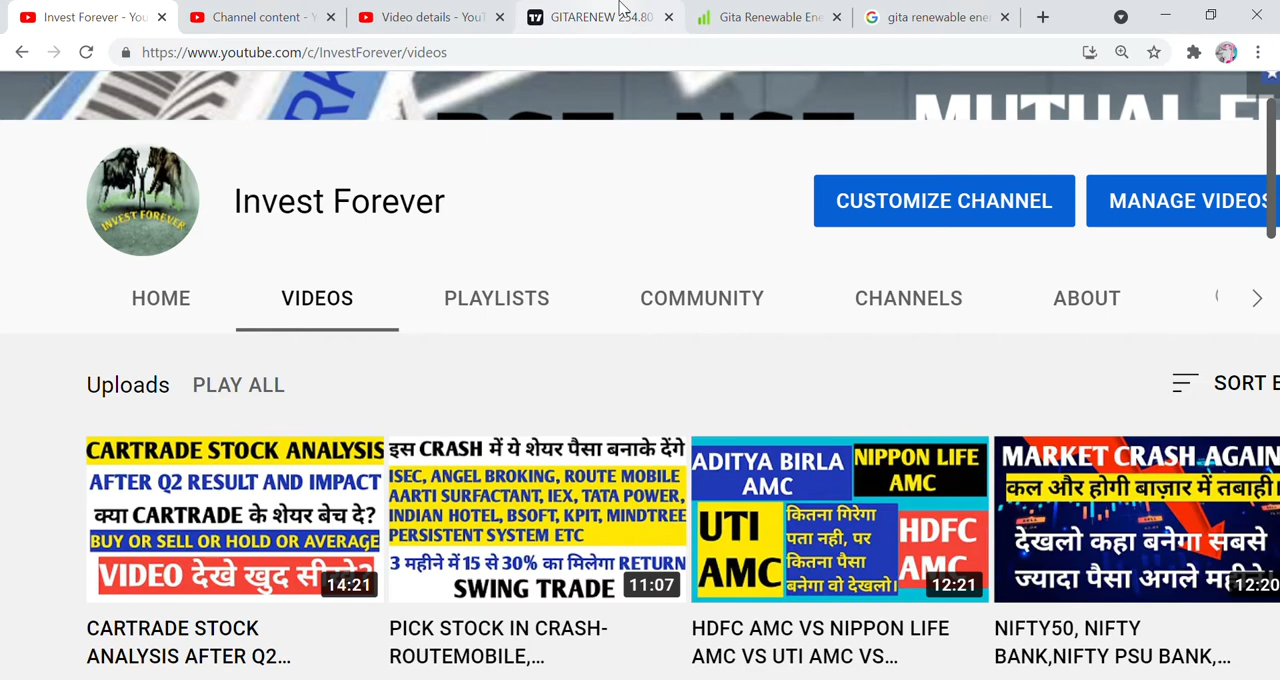 Invest Forever - You
Channel content - Y
Video details - YouT
GITARENEW 254.80
Gita Renewable Ene
gita renewable ener
https://www.youtube.com/c/InvestForever/videos
MUTUAL F
INVEST FOREVER
Invest Forever
CUSTOMIZE CHANNEL
MANAGE VIDEOS
HOME
VIDEOS
PLAYLISTS
COMMUNITY
CHANNELS
ABOUT
Uploads
PLAY ALL
SORT B
CARTRADE STOCK ANALYSIS
AFTER Q2 RESULT AND IMPACT
क्या CARTRADE के शेयर बेच दे?
BUY OR SELL OR HOLD OR AVERAGE
VIDEO देखे खुद सीखे?
14:21
CARTRADE STOCK
ANALYSIS AFTER Q2...
इस CRASH में ये शेयर पैसा बनाके देंगे
ISEC, ANGEL BROKING, ROUTE MOBILE
AARTI SURFACTANT, IEX, TATA POWER,
INDIAN HOTEL, BSOFT, KPIT, MINDTREE
PERSISTENT SYSTEM ETC
3 महीने में 15 से 30% का मिलेगा RETURN
SWING TRADE
11:07
PICK STOCK IN CRASH-
ROUTEMOBILE,...
ADITYA BIRLA
AMC
NIPPON LIFE
AMC
UTI
AMC
कितना गिरेगा
पता नही, पर
कितना पैसा
बनेगा वो देखलो।
HDFC
AMC
12:21
HDFC AMC VS NIPPON LIFE
AMC VS UTI AMC VS...
MARKET CRASH AGAIN
कल और होगी बाज़ार में तबाही।
देखलो कहा बनेगा सबसे
ज्यादा पैसा अगले महीने।
12:20
NIFTY50, NIFTY
BANK,NIFTY PSU BANK,...